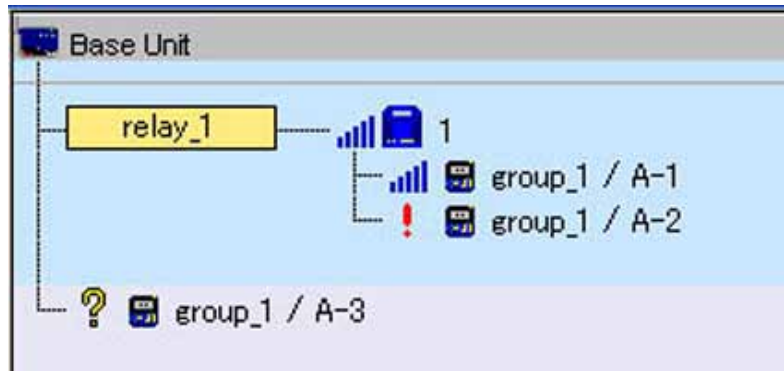 Base Unit
relay_1
1
group_1 / A-1
group_1 / A-2
group_1 / A-3